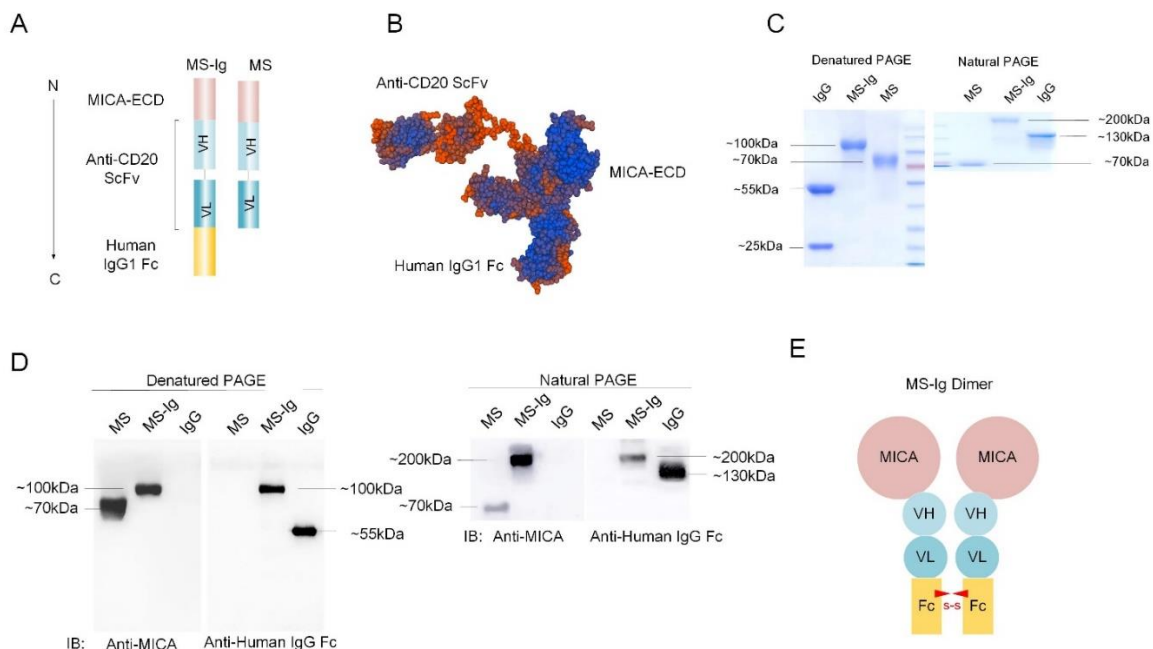 A
MS-Ig MS
N
MICA-ECD
VH VH
Anti-CD20
ScFv
VL VL
Human
IgG1 Fc
C
B
Anti-CD20 ScFv
MICA-ECD
Human IgG1 Fc
C
Denatured PAGE
IgG MS-Ig MS
~100kDa
~70kDa
~55kDa
~25kDa
Natural PAGE
MS MS-Ig IgG
~200kDa
~130kDa
~70kDa
D
Denatured PAGE
MS MS-Ig IgG MS MS-Ig IgG
~100kDa ~100kDa
~70kDa
~55kDa
IB: Anti-MICA Anti-Human IgG Fc
Natural PAGE
MS MS-Ig IgG MS MS-Ig IgG
~200kDa ~200kDa
~130kDa
~70kDa
IB: Anti-MICA Anti-Human IgG Fc
E
MS-Ig Dimer
MICA MICA
VH VH
VL VL
Fc s-s Fc